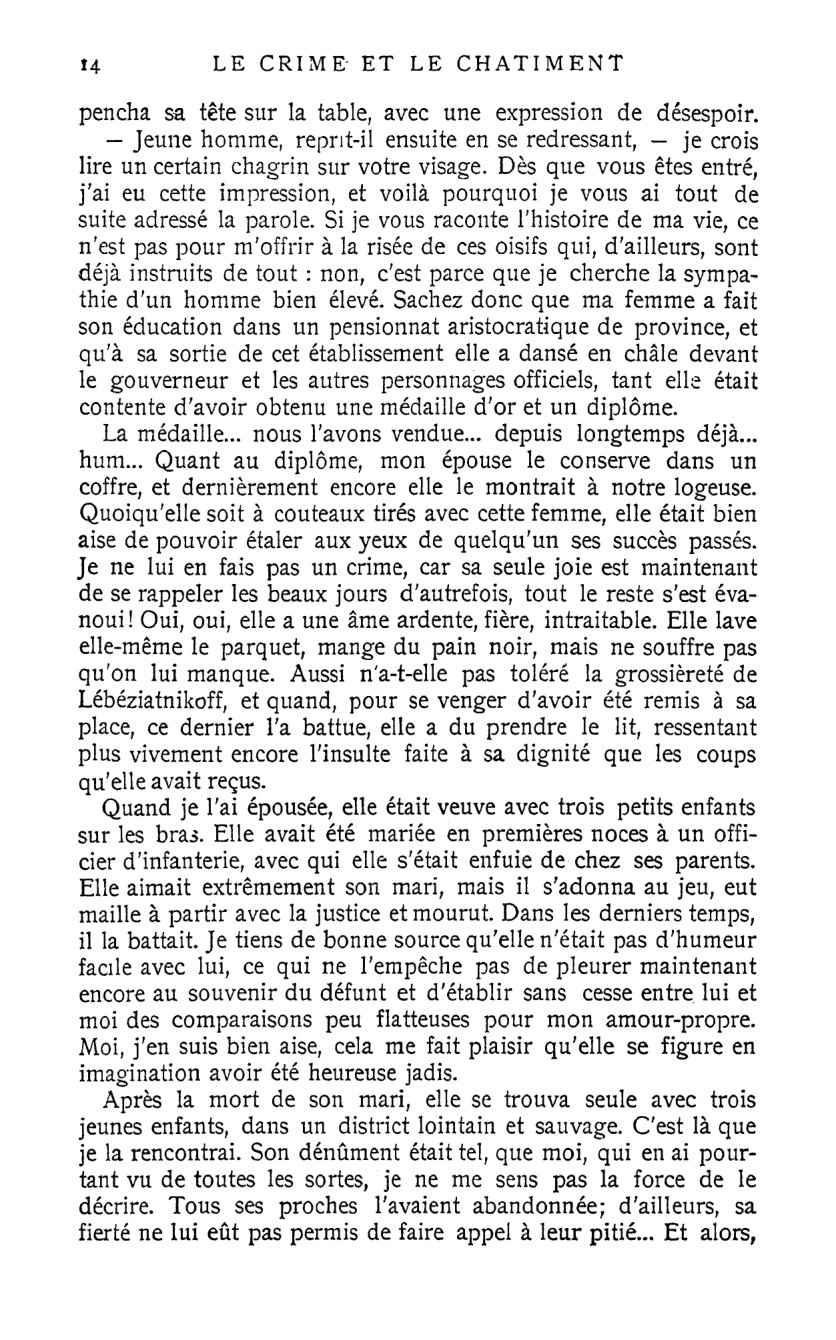 14 LE CRIME ET LE CHATIMENT
pencha sa tête sur la table, avec une expression de désespoir.
— Jeune homme, reprit-il ensuite en se redressant, — je crois
lire un certain chagrin sur votre visage. Dès que vous êtes entré,
j'ai eu cette impression, et voilà pourquoi je vous ai tout de
suite adressé la parole. Si je vous raconte l'histoire de ma vie, ce
n'est pas pour m'offrir à la risée de ces oisifs qui, d'ailleurs, sont
déjà instruits de tout : non, c'est parce que je cherche la sympa-
thie d'un homme bien élevé. Sachez donc que ma femme a fait
son éducation dans un pensionnat aristocratique de province, et
qu'à sa sortie de cet établissement elle a dansé en châle devant
le gouverneur et les autres personnages officiels, tant elle était
contente d'avoir obtenu une médaille d'or et un diplôme.
La médaille... nous l'avons vendue... depuis longtemps déjà...
hum... Quant au diplôme, mon épouse le conserve dans un
coffre, et dernièrement encore elle le montrait à notre logeuse.
Quoiqu'elle soit à couteaux tirés avec cette femme, elle était bien
aise de pouvoir étaler aux yeux de quelqu'un ses succès passés.
Je ne lui en fais pas un crime, car sa seule joie est maintenant
de se rappeler les beaux jours d'autrefois, tout le reste s'est éva-
noui! Oui, oui, elle a une âme ardente, fière, intraitable. Elle lave
elle-même le parquet, mange du pain noir, mais ne souffre pas
qu'on lui manque. Aussi n'a-t-elle pas toléré la grossièreté de
Lébéziatnikoff, et quand, pour se venger d'avoir été remis à sa
place, ce dernier l'a battue, elle a du prendre le lit, ressentant
plus vivement encore l'insulte faite à sa dignité que les coups
qu'elle avait reçus.
Quand je l'ai épousée, elle était veuve avec trois petits enfants
sur les bras. Elle avait été mariée en premières noces à un offi-
cier d'infanterie, avec qui elle s'était enfuie de chez ses parents.
Elle aimait extrêmement son mari, mais il s'adonna au jeu, eut
maille à partir avec la justice et mourut. Dans les derniers temps,
il la battait. Je tiens de bonne source qu'elle n'était pas d'humeur
facile avec lui, ce qui ne l'empêche pas de pleurer maintenant
encore au souvenir du défunt et d'établir sans cesse entre lui et
moi des comparaisons peu flatteuses pour mon amour-propre.
Moi, j'en suis bien aise, cela me fait plaisir qu'elle se figure en
imagination avoir été heureuse jadis.
Après la mort de son mari, elle se trouva seule avec trois
jeunes enfants, dans un district lointain et sauvage. C'est là que
je la rencontrai. Son dénûment était tel, que moi, qui en ai pour-
tant vu de toutes les sortes, je ne me sens pas la force de le
décrire. Tous ses proches l'avaient abandonnée; d'ailleurs, sa
fierté ne lui eût pas permis de faire appel à leur pitié... Et alors,